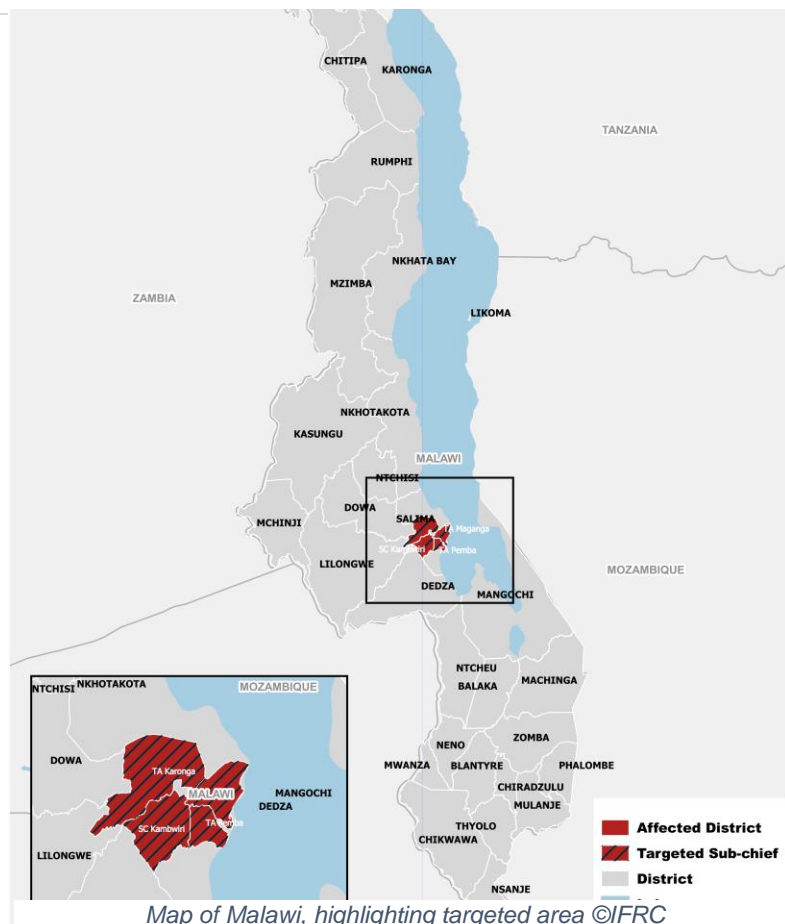 CHITIPA
KARONGA
TANZANIA
RUMPHI
NKHATA BAY
MZIMBA
ZAMBIA
LIKOMA
NKHOTAKOTA
KASUNGU
MALAWI
NTCHISI
DOWA
SALIMA
MCHINJI
TA Maganga
SC Kambwiri
TA Pemba
LILONGWE
MOZAMBIQUE
DEDZA
MANGOCHI
NTCHEU
BALAKA
MACHINGA
NENO
ZOMBA
MWANZA
BLANTYRE
PHALOMBE
CHIRADZULU
MULANJE
THYOLO
CHIKWAWA
NSANJE
NKHOTAKOTA
NTCHISI
MOZAMBIQUE
DOWA
TA Karonga
MALAWI
MANGOCHI
DEDZA
SC Kambwiri
TA Pemba
LILONGWE
Affected District
Targeted Sub-chief
District
Map of Malawi, highlighting targeted area ©IFRC